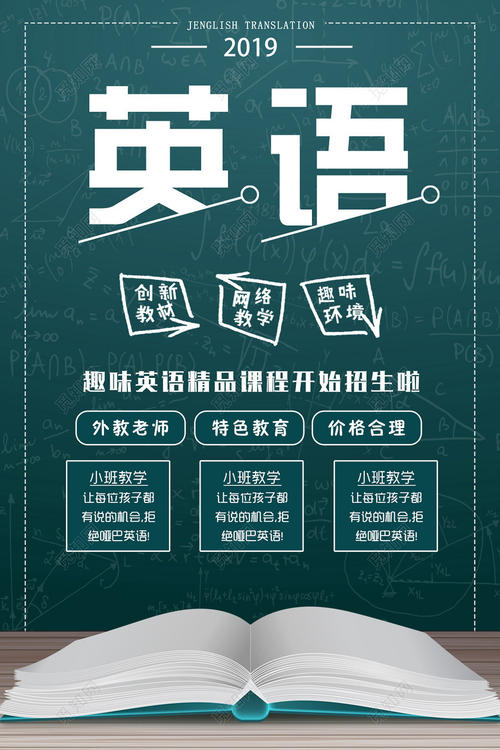 JENGLISH TRANSLATION
2019
英语
创新
教材
网络
教学
趣味
环境
趣味英语精品课程开始招生啦
外教老师
特色教育
价格合理
小班教学
让每位孩子都
有说的机会,拒
绝哑巴英语!
小班教学
让每位孩子都
有说的机会,拒
绝哑巴英语!
小班教学
让每位孩子都
有说的机会,拒
绝哑巴英语!